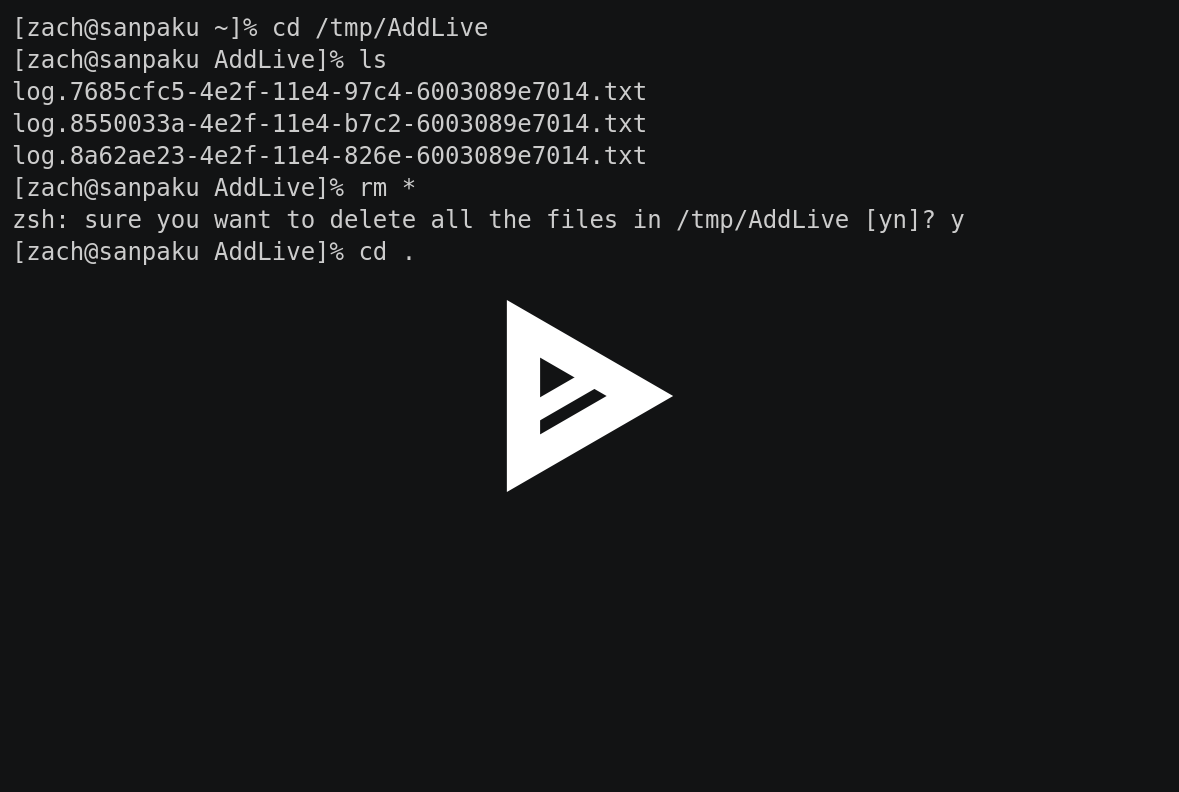 [zach@sanpaku ~]% cd /tmp/AddLive
[zach@sanpaku AddLive]% ls
log.7685cfc5-4e2f-11e4-97c4-6003089e7014.txt
log.8550033a-4e2f-11e4-b7c2-6003089e7014.txt
log.8a62ae23-4e2f-11e4-826e-6003089e7014.txt
[zach@sanpaku AddLive]% rm *
zsh: sure you want to delete all the files in /tmp/AddLive [yn]? y
[zach@sanpaku AddLive]% cd .